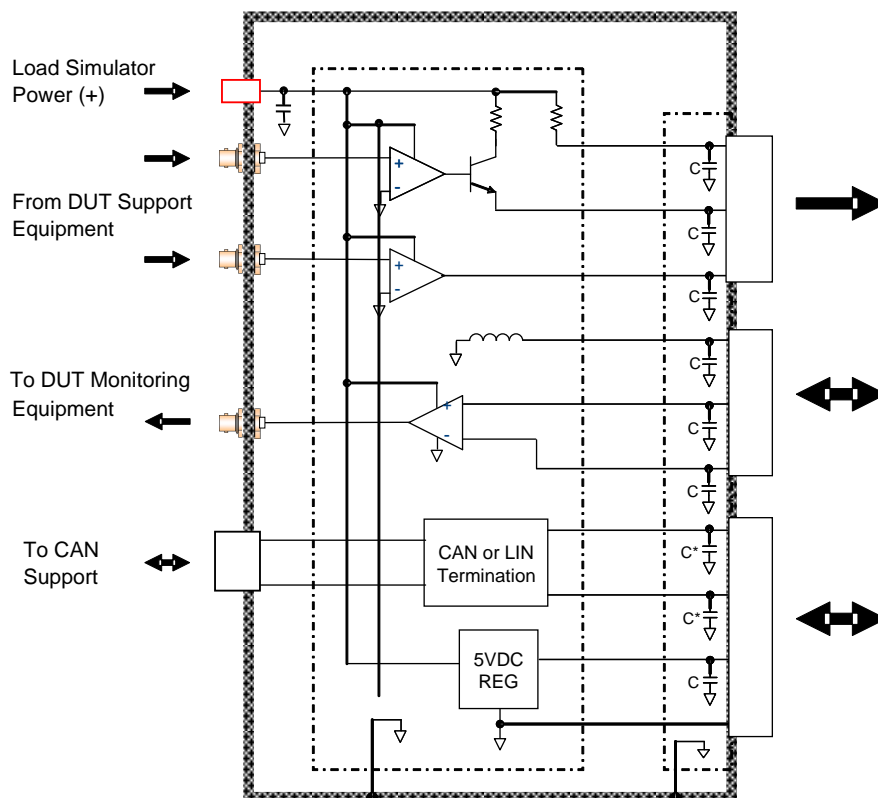 Load Simulator
Power (+)
From DUT Support
Equipment
To DUT Monitoring
Equipment
To CAN
Support
+
-
+
-
+
-
CAN or LIN
Termination
5VDC
REG
C
C
C
C
C
C
C*
C*
C